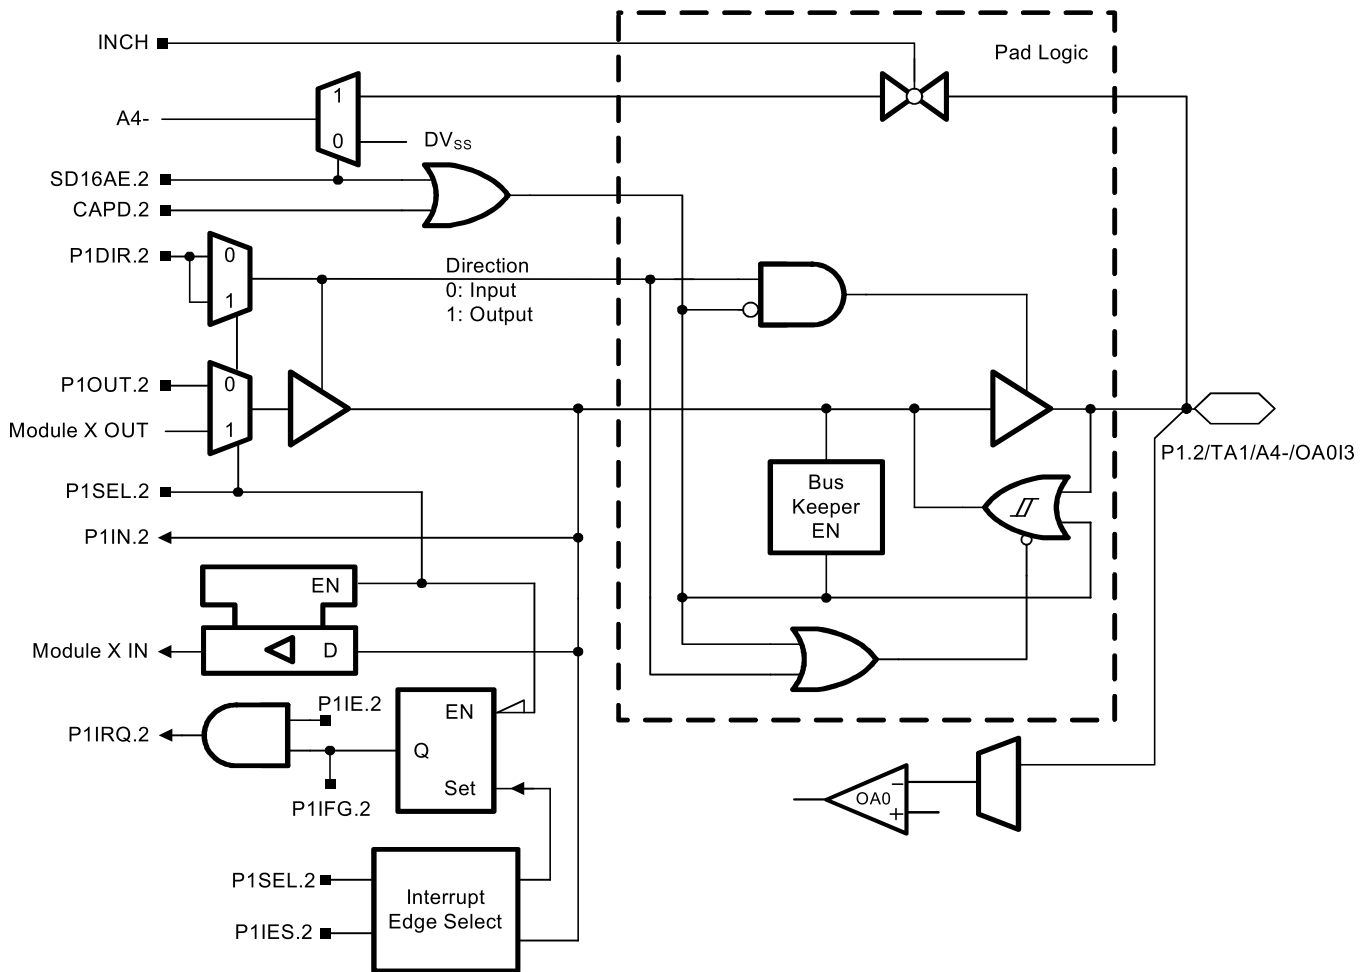 INCH
Pad Logic
1
A4-
0
DVSS
SD16AE.2
CAPD.2
P1DIR.2
0
1
Direction
0: Input
1: Output
P1OUT.2
0
Module X OUT
1
P1.2/TA1/A4-/OA0I3
P1SEL.2
Bus
Keeper
EN
P1IN.2
EN
Module X IN
D
P1IE.2
EN
P1IRQ.2
Q
Set
P1IFG.2
OA0
−
+
P1SEL.2
Interrupt
Edge Select
P1IES.2